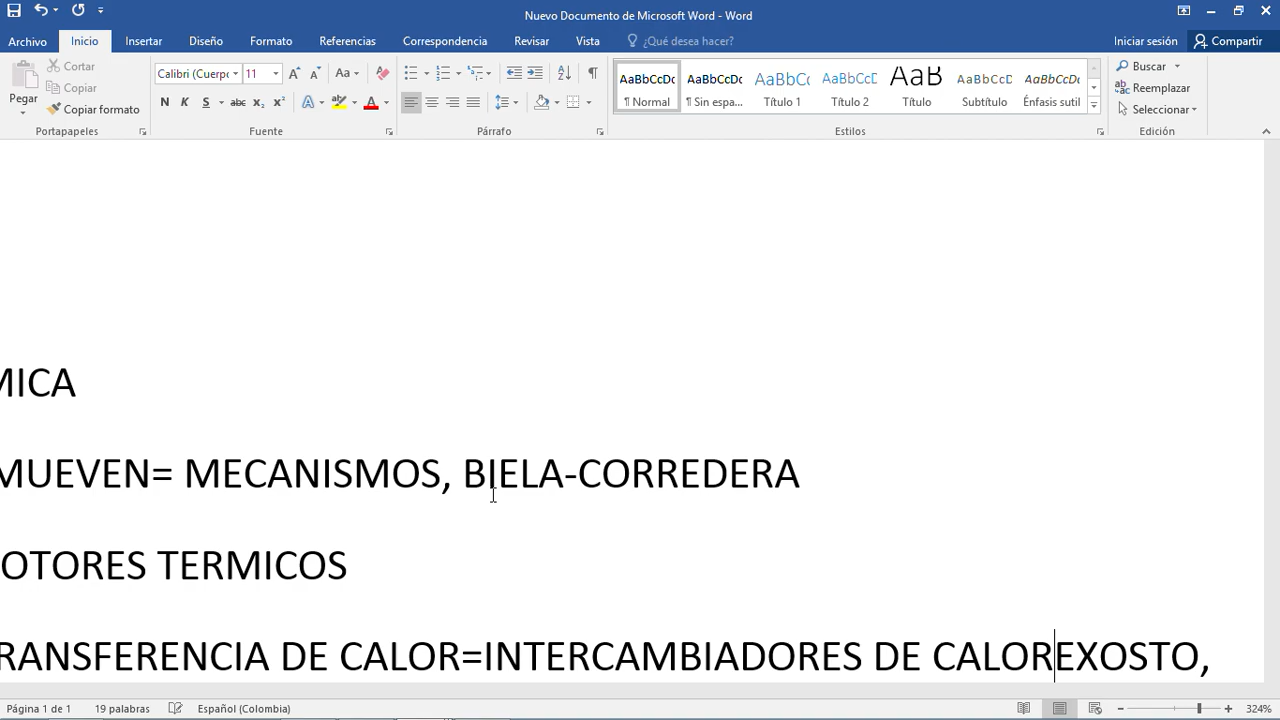 Nuevo Documento de Microsoft Word - Word
Archivo Inicio Insertar Diseño Formato Referencias Correspondencia Revisar Vista ¿Qué desea hacer? Iniciar sesión Compartir
Pegar
Cortar
Copiar
Copiar formato
Portapapeles
Calibri (Cuerpo 11 Aa
N K S abc x₂ x² A A
Fuente
Párrafo
AaBbCcDc AaBbCcDc AaBbCc AaBbCcD AaB AaBbCcD AaBbCcDc
¶ Normal ¶ Sin espa... Título 1 Título 2 Título Subtítulo Énfasis sutil
Estilos
Buscar
Reemplazar
Seleccionar
Edición
MICA
MUEVEN= MECANISMOS, BIELA-CORREDERA
OTORES TERMICOS
RANSFERENCIA DE CALOR=INTERCAMBIADORES DE CALOREXOSTO,
Página 1 de 1 19 palabras Español (Colombia) 324%